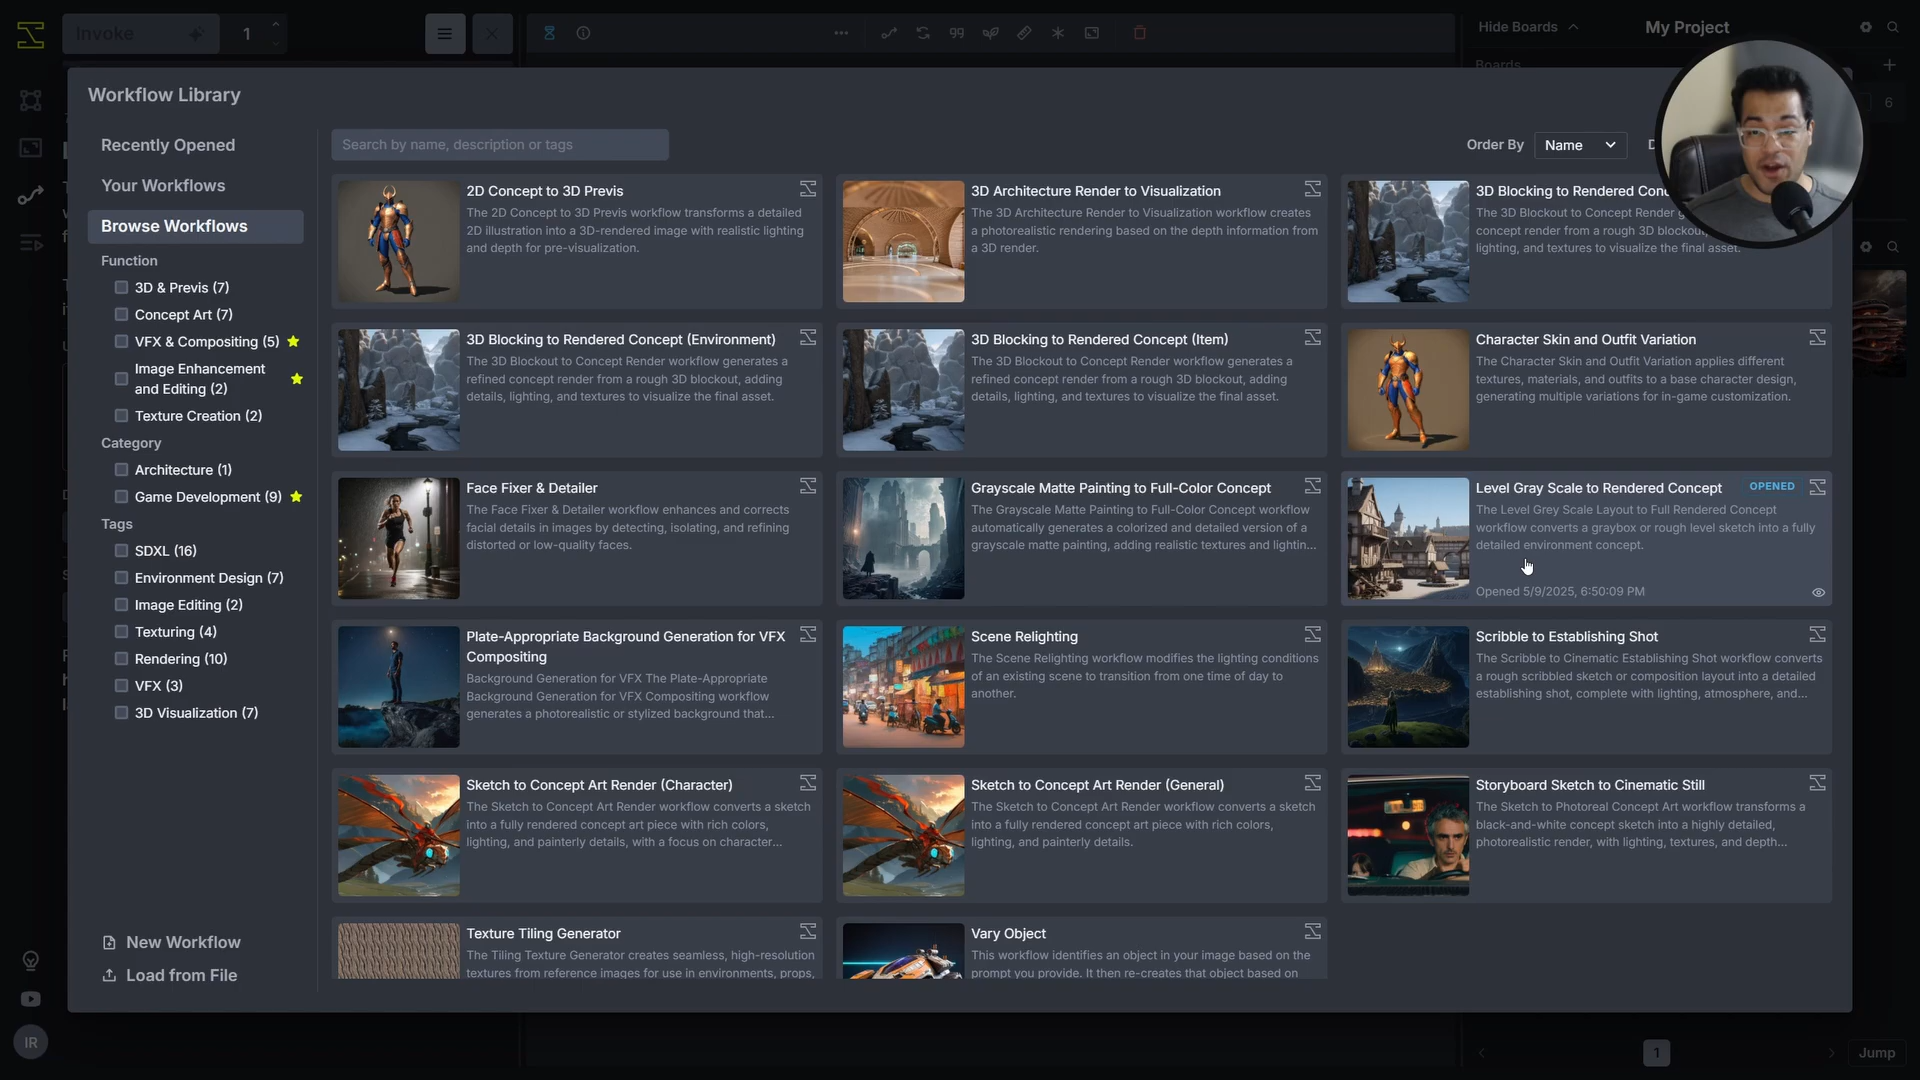 Invoke
1
Hide Boards
My Project
Boards
6
Workflow Library
Recently Opened
Your Workflows
Browse Workflows
Function
3D & Previs (7)
Concept Art (7)
VFX & Compositing (5)
Image Enhancement
and Editing (2)
Texture Creation (2)
Category
Architecture (1)
Game Development (9)
Tags
SDXL (16)
Environment Design (7)
Image Editing (2)
Texturing (4)
Rendering (10)
VFX (3)
3D Visualization (7)
New Workflow
Load from File
IR
Search by name, description or tags
Order By
Name
2D Concept to 3D Previs
The 2D Concept to 3D Previs workflow transforms a detailed
2D illustration into a 3D-rendered image with realistic lighting
and depth for pre-visualization.
3D Architecture Render to Visualization
The 3D Architecture Render to Visualization workflow creates
a photorealistic rendering based on the depth information from
a 3D render.
3D Blocking to Rendered
The 3D Blockout to Concept Render
concept render from a rough 3D blockout,
lighting, and textures to visualize the final asset.
3D Blocking to Rendered Concept (Environment)
The 3D Blockout to Concept Render workflow generates a
refined concept render from a rough 3D blockout, adding
details, lighting, and textures to visualize the final asset.
3D Blocking to Rendered Concept (Item)
The 3D Blockout to Concept Render workflow generates a
refined concept render from a rough 3D blockout, adding
details, lighting, and textures to visualize the final asset.
Character Skin and Outfit Variation
The Character Skin and Outfit Variation applies different
textures, materials, and outfits to a base character design,
generating multiple variations for in-game customization.
Face Fixer & Detailer
The Face Fixer & Detailer workflow enhances and corrects
facial details in images by detecting, isolating, and refining
distorted or low-quality faces.
Grayscale Matte Painting to Full-Color Concept
The Grayscale Matte Painting to Full-Color Concept workflow
automatically generates a colorized and detailed version of a
grayscale matte painting, adding realistic textures and lightin...
Level Gray Scale to Rendered Concept
OPENED
The Level Grey Scale Layout to Full Rendered Concept
workflow converts a graybox or rough level sketch into a fully
detailed environment concept.
Opened 5/9/2025, 6:50:09 PM
Plate-Appropriate Background Generation for VFX
Compositing
Background Generation for VFX The Plate-Appropriate
Background Generation for VFX Compositing workflow
generates a photorealistic or stylized background that...
Scene Relighting
The Scene Relighting workflow modifies the lighting conditions
of an existing scene to transition from one time of day to
another.
Scribble to Establishing Shot
The Scribble to Cinematic Establishing Shot workflow converts
a rough scribbled sketch or composition layout into a detailed
establishing shot, complete with lighting, atmosphere, and...
Sketch to Concept Art Render (Character)
The Sketch to Concept Art Render workflow converts a sketch
into a fully rendered concept art piece with rich colors,
lighting, and painterly details, with a focus on character...
Sketch to Concept Art Render (General)
The Sketch to Concept Art Render workflow converts a sketch
into a fully rendered concept art piece with rich colors,
lighting, and painterly details.
Storyboard Sketch to Cinematic Still
The Sketch to Photoreal Concept Art workflow transforms a
black-and-white concept sketch into a highly detailed,
photorealistic render, with lighting, textures, and depth...
Texture Tiling Generator
The Tiling Texture Generator creates seamless, high-resolution
textures from reference images for use in environments, props,
Vary Object
This workflow identifies an object in your image based on the
prompt you provide. It then re-creates that object based on
1
Jump